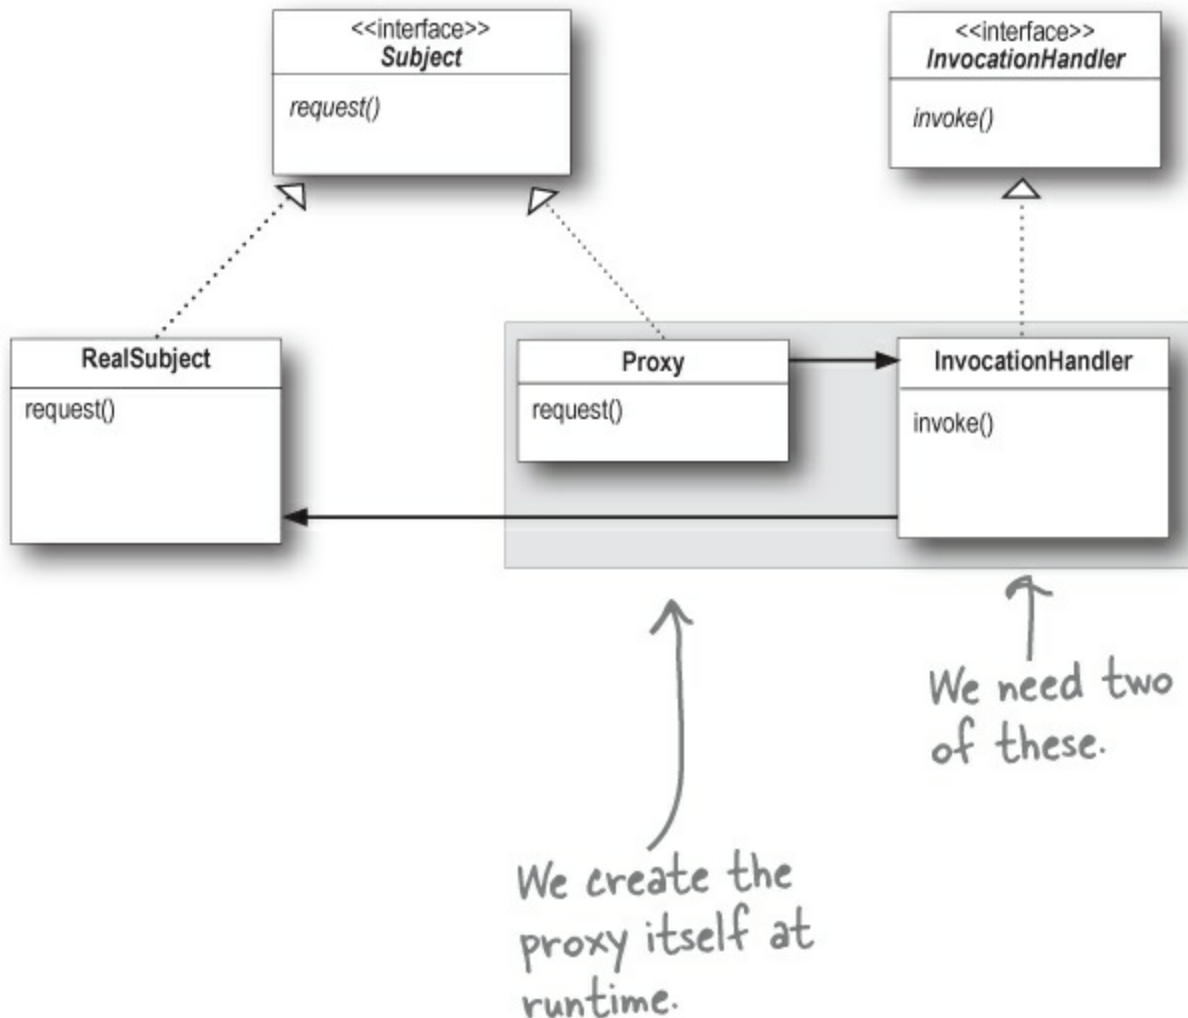 <<interface>>
Subject
request()
<<interface>>
InvocationHandler
invoke()
RealSubject
request()
Proxy
request()
InvocationHandler
invoke()
We need two
of these.
We create the
proxy itself at
runtime.